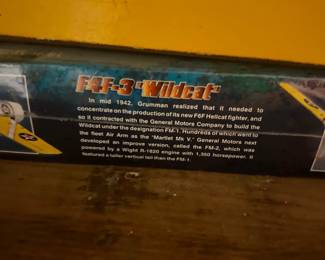 F4F-3 "Wildcat"
In mid 1942, Grumman realized that it needed to
concentrate on the production of its new F6F Hellcat fighter, and
so it contracted with the General Motors Company to build the
Wildcat under the designation FM-1. Hundreds of which went to
the fleet Air Arm as the "Martlet Mk V." General Motors next
developed an improve version, called the FM-2, which was
powered by a Wight R-1820 engine with 1,350 horsepower. It
featured a taller vertical tail than the FM-1.